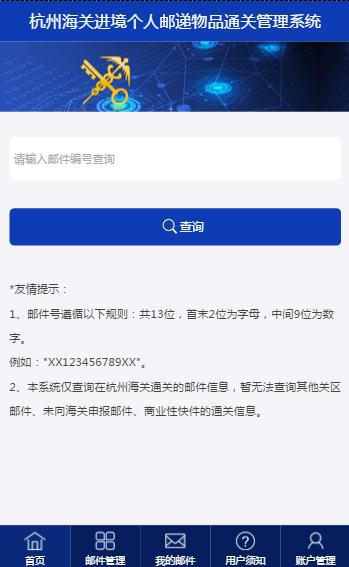 杭州海关进境个人邮递物品通关管理系统
请输入邮件编号查询
查询
*友情提示：
1、邮件号遵循以下规则：共13位，首末2位为字母，中间9位为数
字。
例如："XX123456789XX"。
2、本系统仅查询在杭州海关通关的邮件信息，暂无法查询其他关区
邮件、未向海关申报邮件、商业性快件的通关信息。
首页
邮件管理
我的邮件
用户须知
账户管理